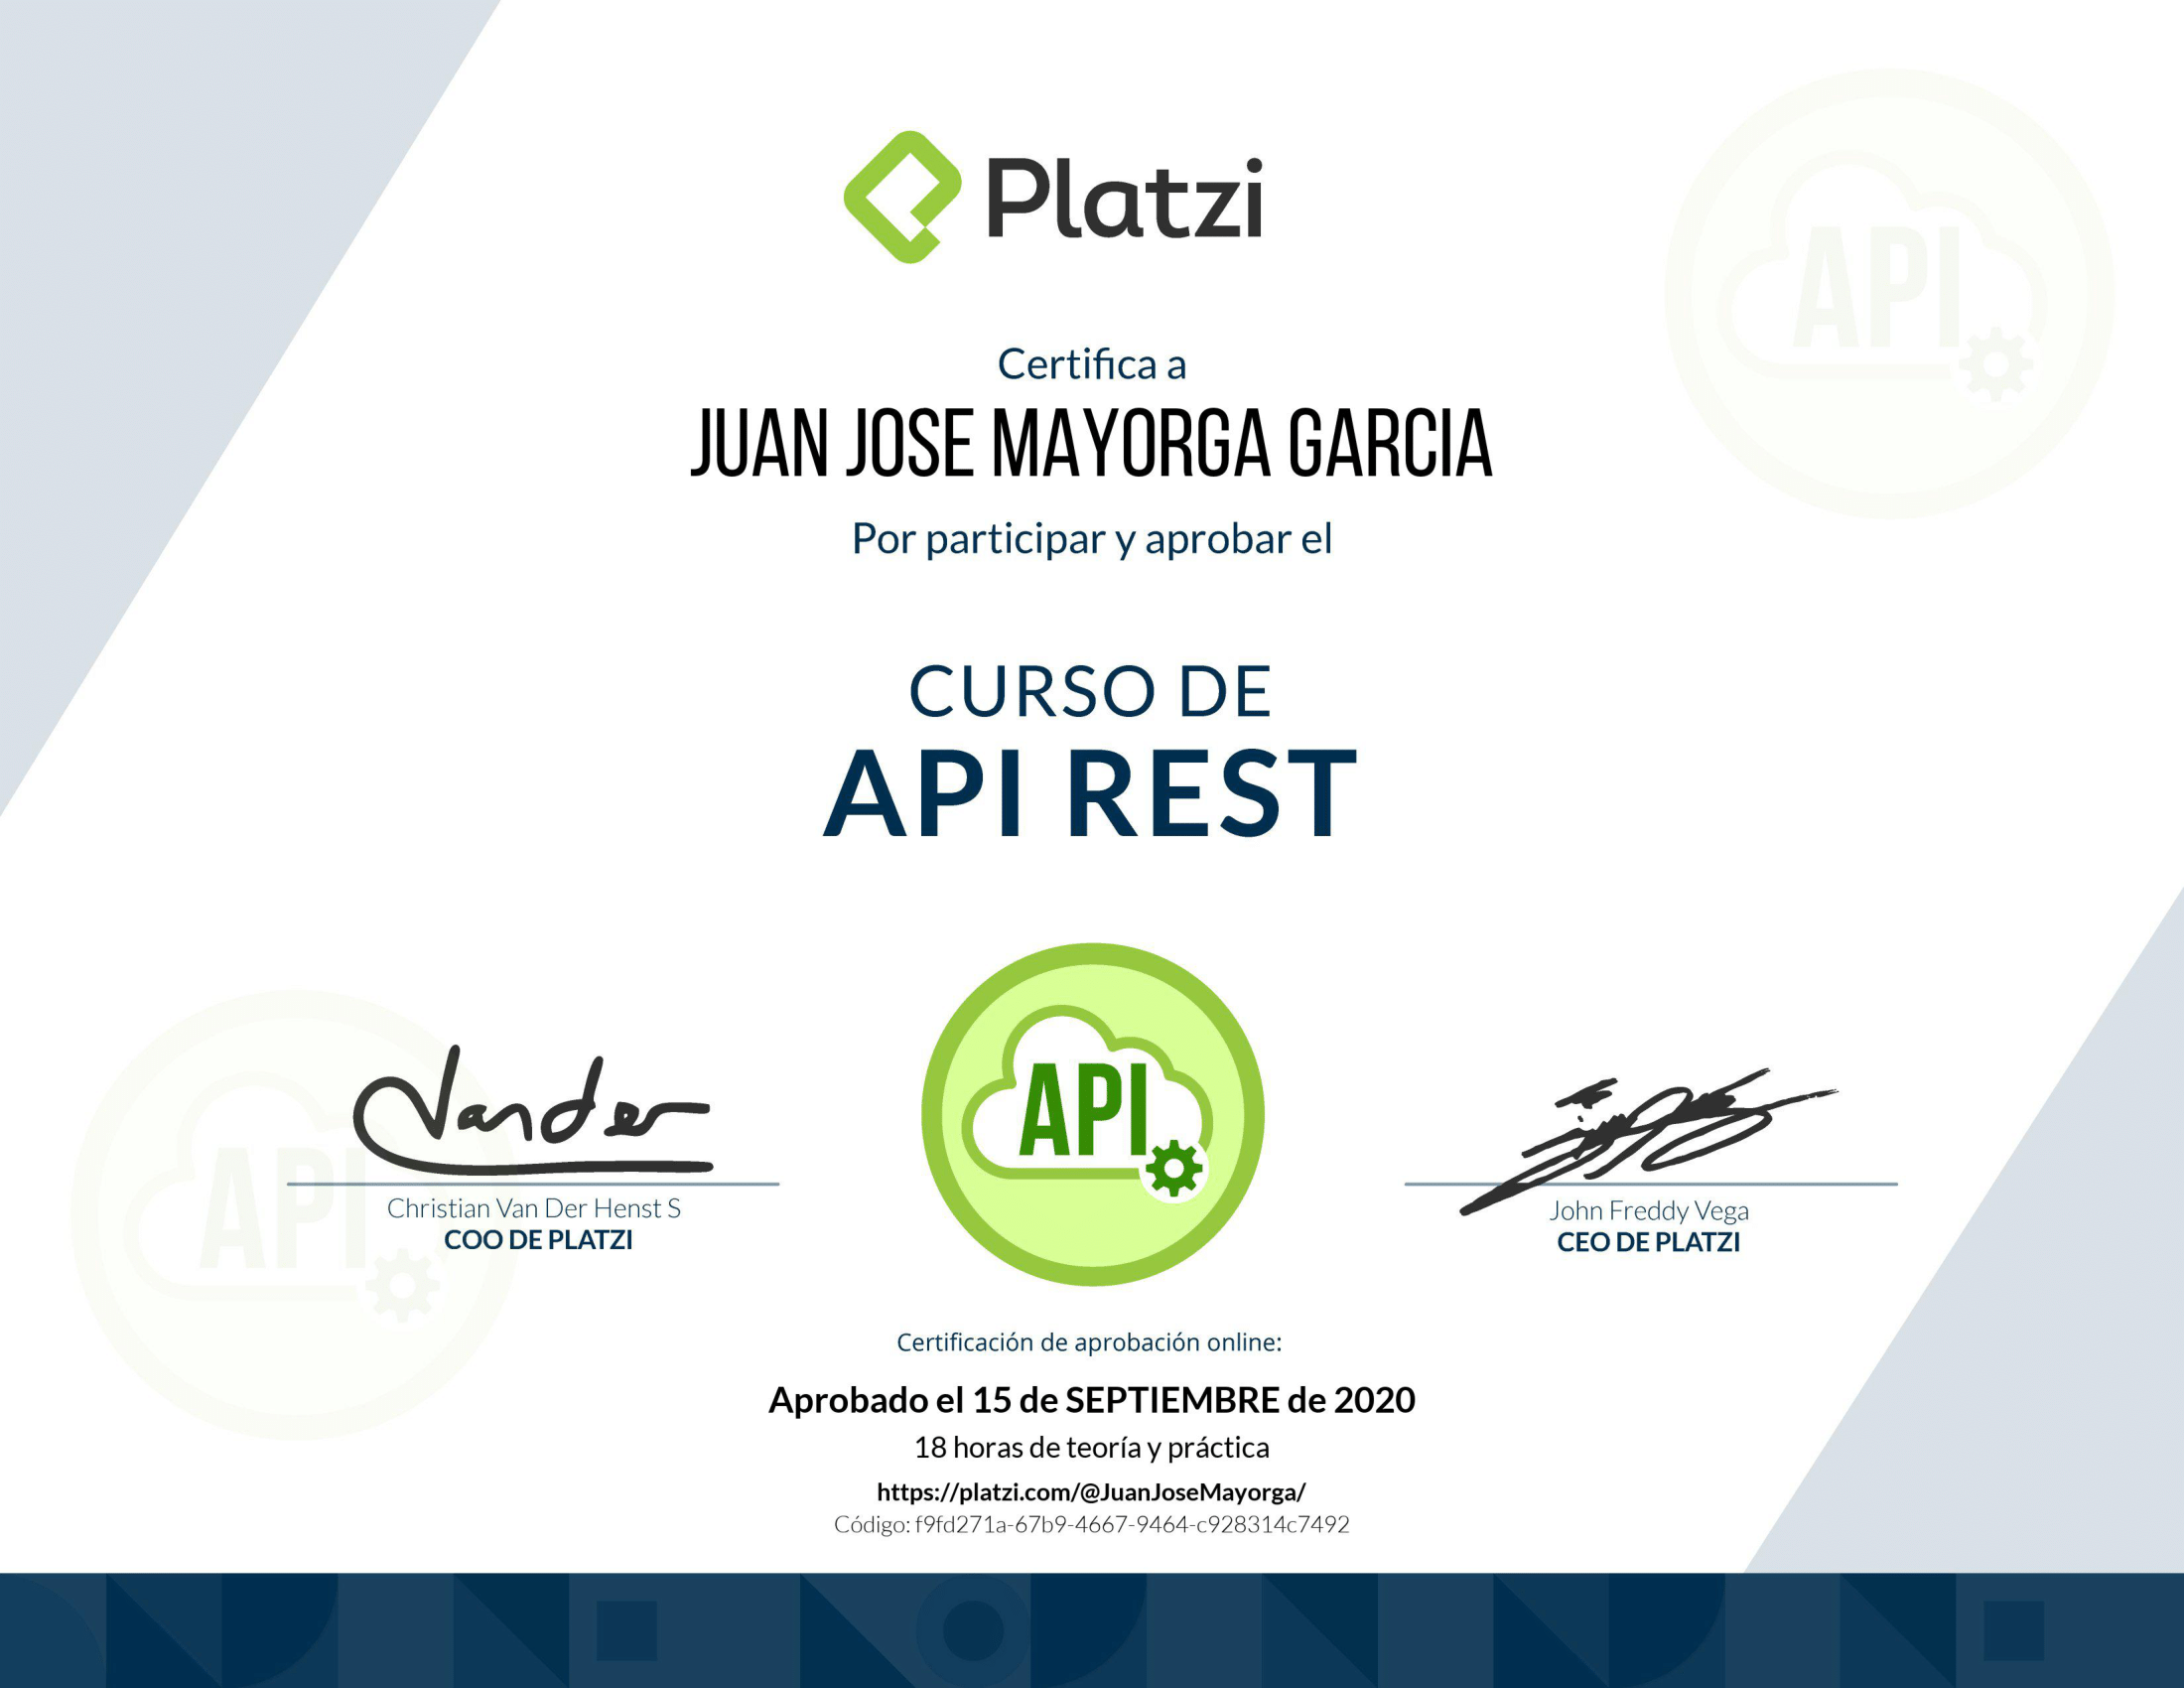 Platzi
API
Certifica a
JUAN JOSE MAYORGA GARCIA
Por participar y aprobar el
CURSO DE
API REST
Vander
API
API
Christian Van Der Henst S
COO DE PLATZI
John Freddy Vega
CEO DE PLATZI
Certificación de aprobación online:
Aprobado el 15 de SEPTIEMBRE de 2020
18 horas de teoría y práctica
https://platzi.com/@JuanJoseMayorga/
Código: f9fd271a-67b9-4667-9464-c928314c7492